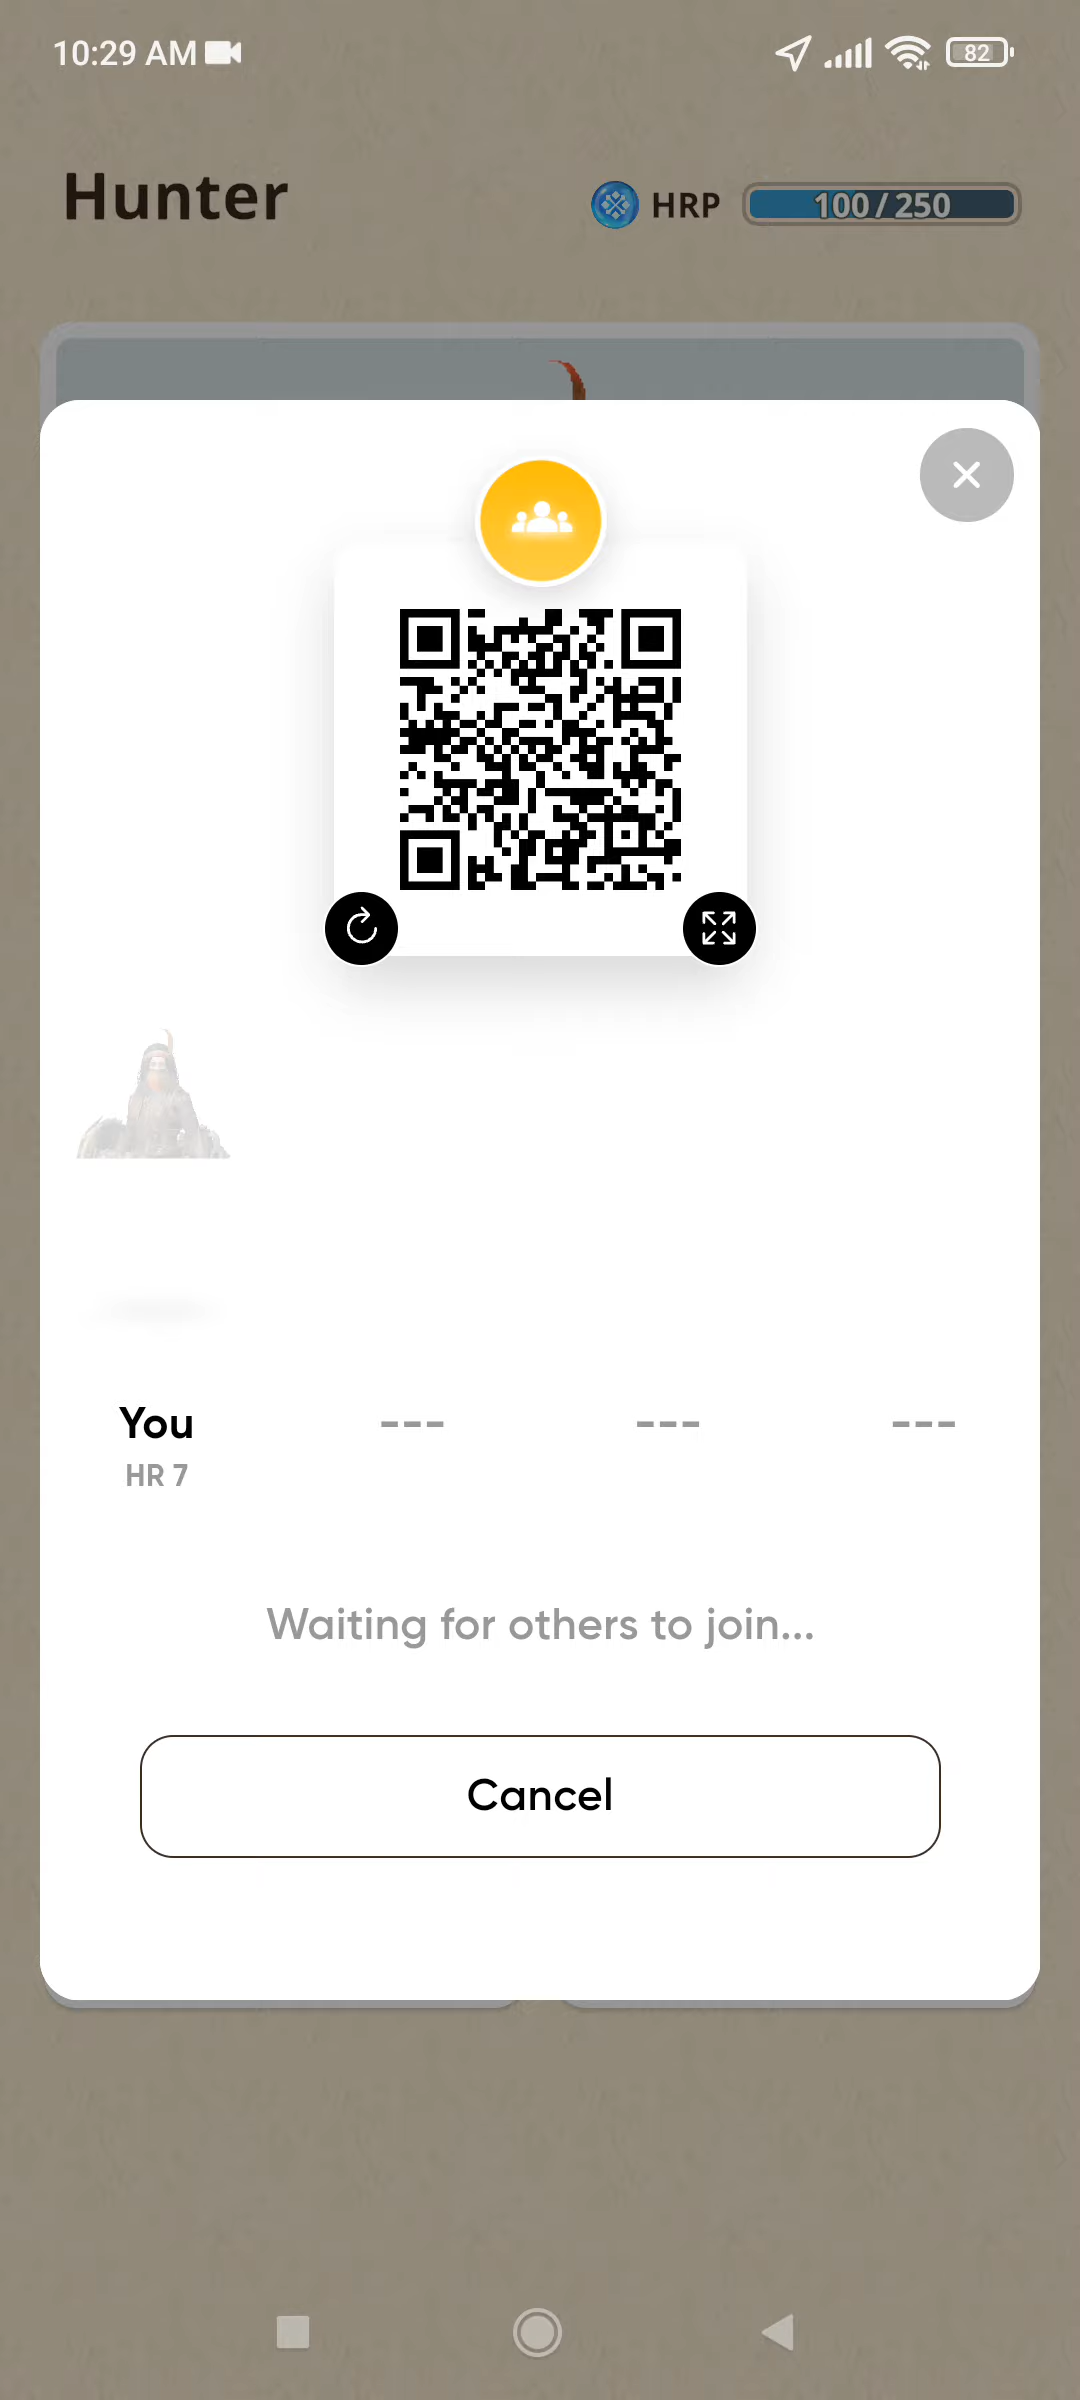 10:29 AM
82
Hunter
HRP 100/250
You --- --- ---
HR 7
Waiting for others to join...
Cancel